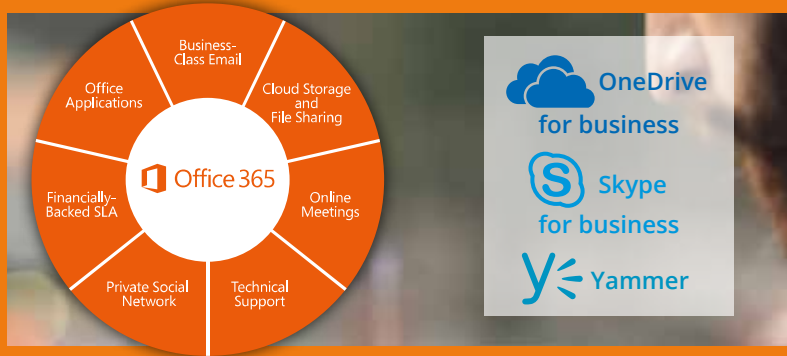 Business-
Class Email
Cloud Storage
and
File Sharing
Online
Meetings
Technical
Support
Private Social
Network
Financially-
Backed SLA
Office
Applications
Office 365
OneDrive
for business
Skype
for business
Yammer